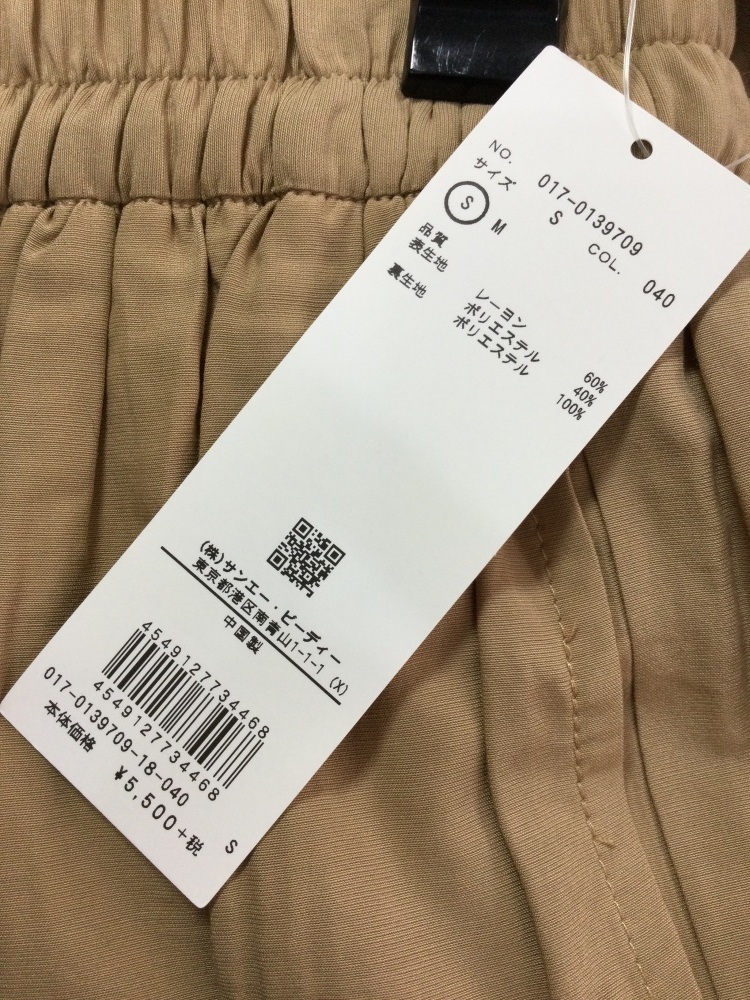 NO. 017-0139709
サイズ S COL. 040
S M
品質
表生地 レーヨン 60%
ポリエステル 40%
裏生地 ポリエステル 100%
(株)サンエー・ビーディー
東京都港区南青山1-1-1 (X)
中国製
4549127734468
4549127734468
017-0139709-18-040
本体価格 S
¥5,500+税